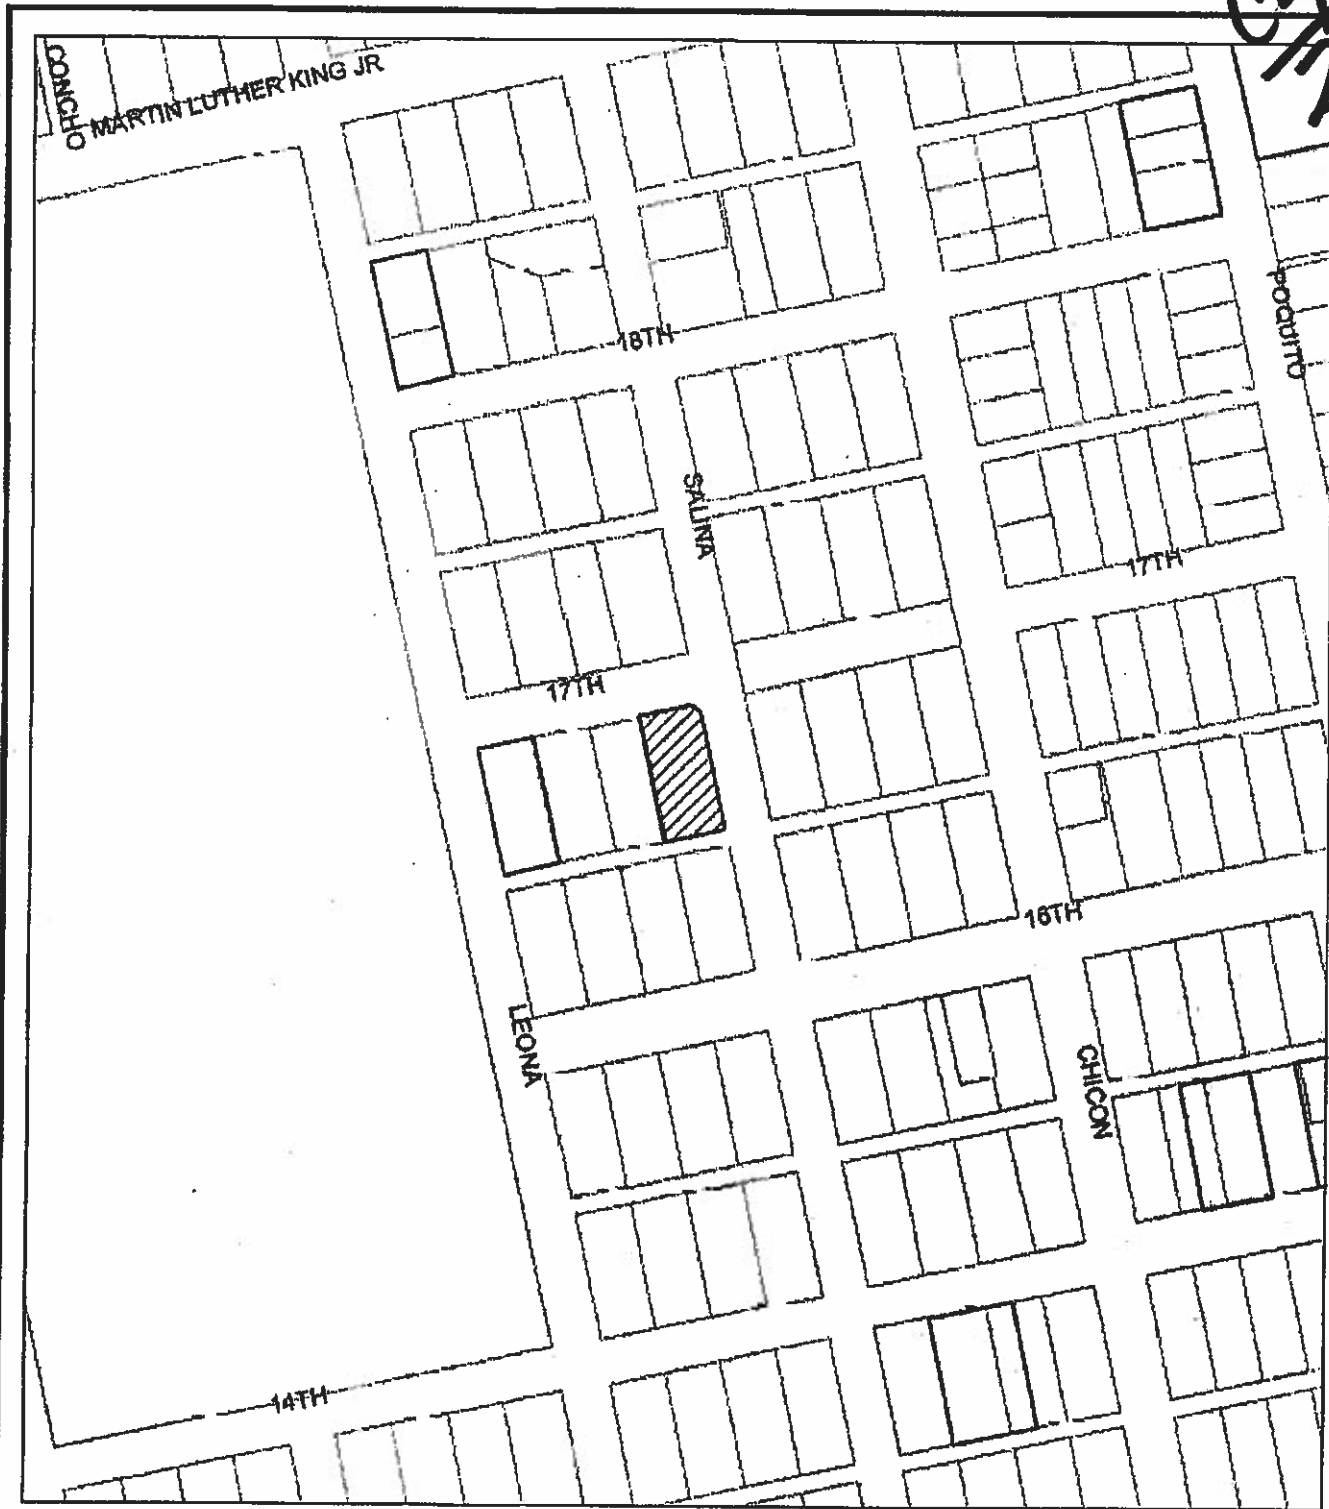 CONCHO
MARTIN LUTHER KING JR
18TH
POQUITO
SALINA
17TH
17TH
16TH
LEONA
CHICON
14TH